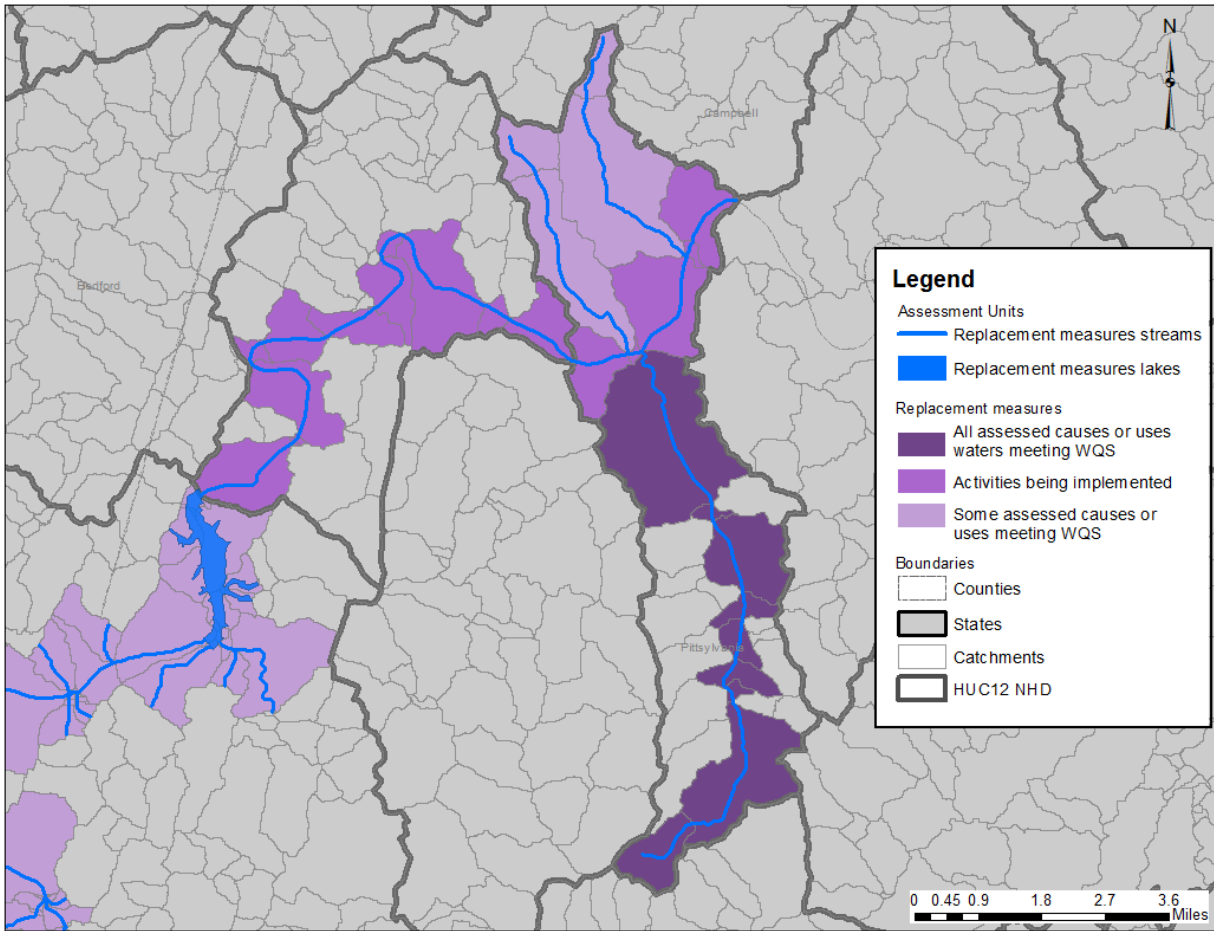 N
Campbell
Bedford
Legend
Assessment Units
Replacement measures streams
Replacement measures lakes
Replacement measures
All assessed causes or uses
waters meeting WQS
Activities being implemented
Some assessed causes or
uses meeting WQS
Boundaries
Counties
States
Catchments
HUC12 NHD
Pittsylvania
0 0.45 0.9 1.8 2.7 3.6
Miles